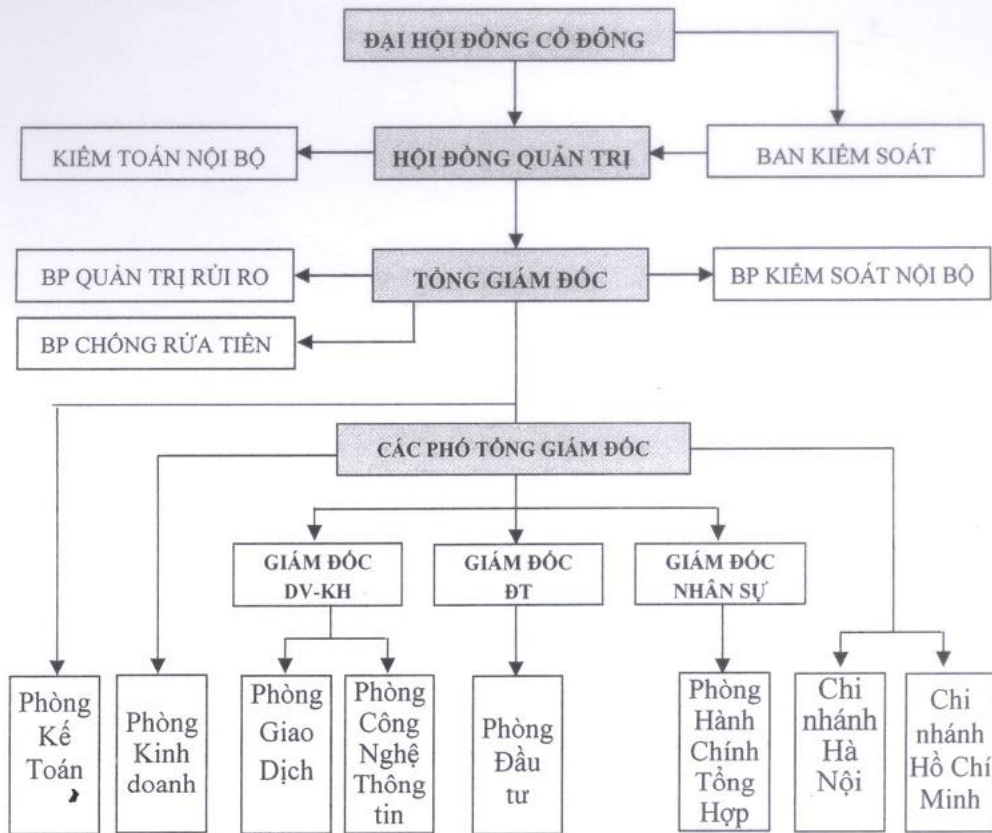 ĐẠI HỘI ĐỒNG CỔ ĐÔNG
KIỂM TOÁN NỘI BỘ
HỘI ĐỒNG QUẢN TRỊ
BAN KIỂM SOÁT
BP QUẢN TRỊ RỦI RO
TỔNG GIÁM ĐỐC
BP KIỂM SOÁT NỘI BỘ
BP CHỐNG RỬA TIỀN
CÁC PHÓ TỔNG GIÁM ĐỐC
GIÁM ĐỐC
DV-KH
GIÁM ĐỐC
ĐT
GIÁM ĐỐC
NHÂN SỰ
Phòng
Kế
Toán
Phòng
Kinh
doanh
Phòng
Giao
Dịch
Phòng
Công
Nghệ
Thông
tin
Phòng
Đầu
tư
Phòng
Hành
Chính
Tổng
Hợp
Chi
nhánh
Hà
Nội
Chi
nhánh
Hồ Chí
Minh